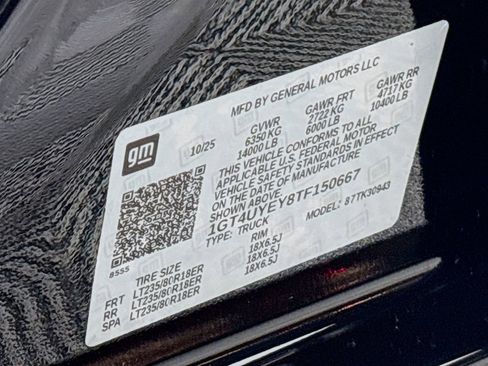 MFD BY GENERAL MOTORS LLC
gm
10/25
GVWR GAWR FRT GAWR RR
6350 KG 2722 KG 4717 KG
14000 LB 6000 LB 10400 LB
THIS VEHICLE CONFORMS TO ALL
APPLICABLE U.S. FEDERAL MOTOR
VEHICLE SAFETY STANDARDS IN EFFECT
ON THE DATE OF MANUFACTURE
SHOWN ABOVE.
1GT4UYEY8TF150667
TYPE: TRUCK MODEL: 87TK30943
8555
TIRE SIZE RIM
FRT LT235/80R18ER 18X6.5J
RR LT235/80R18ER 18X6.5J
SPA LT235/80R18ER 18X6.5J